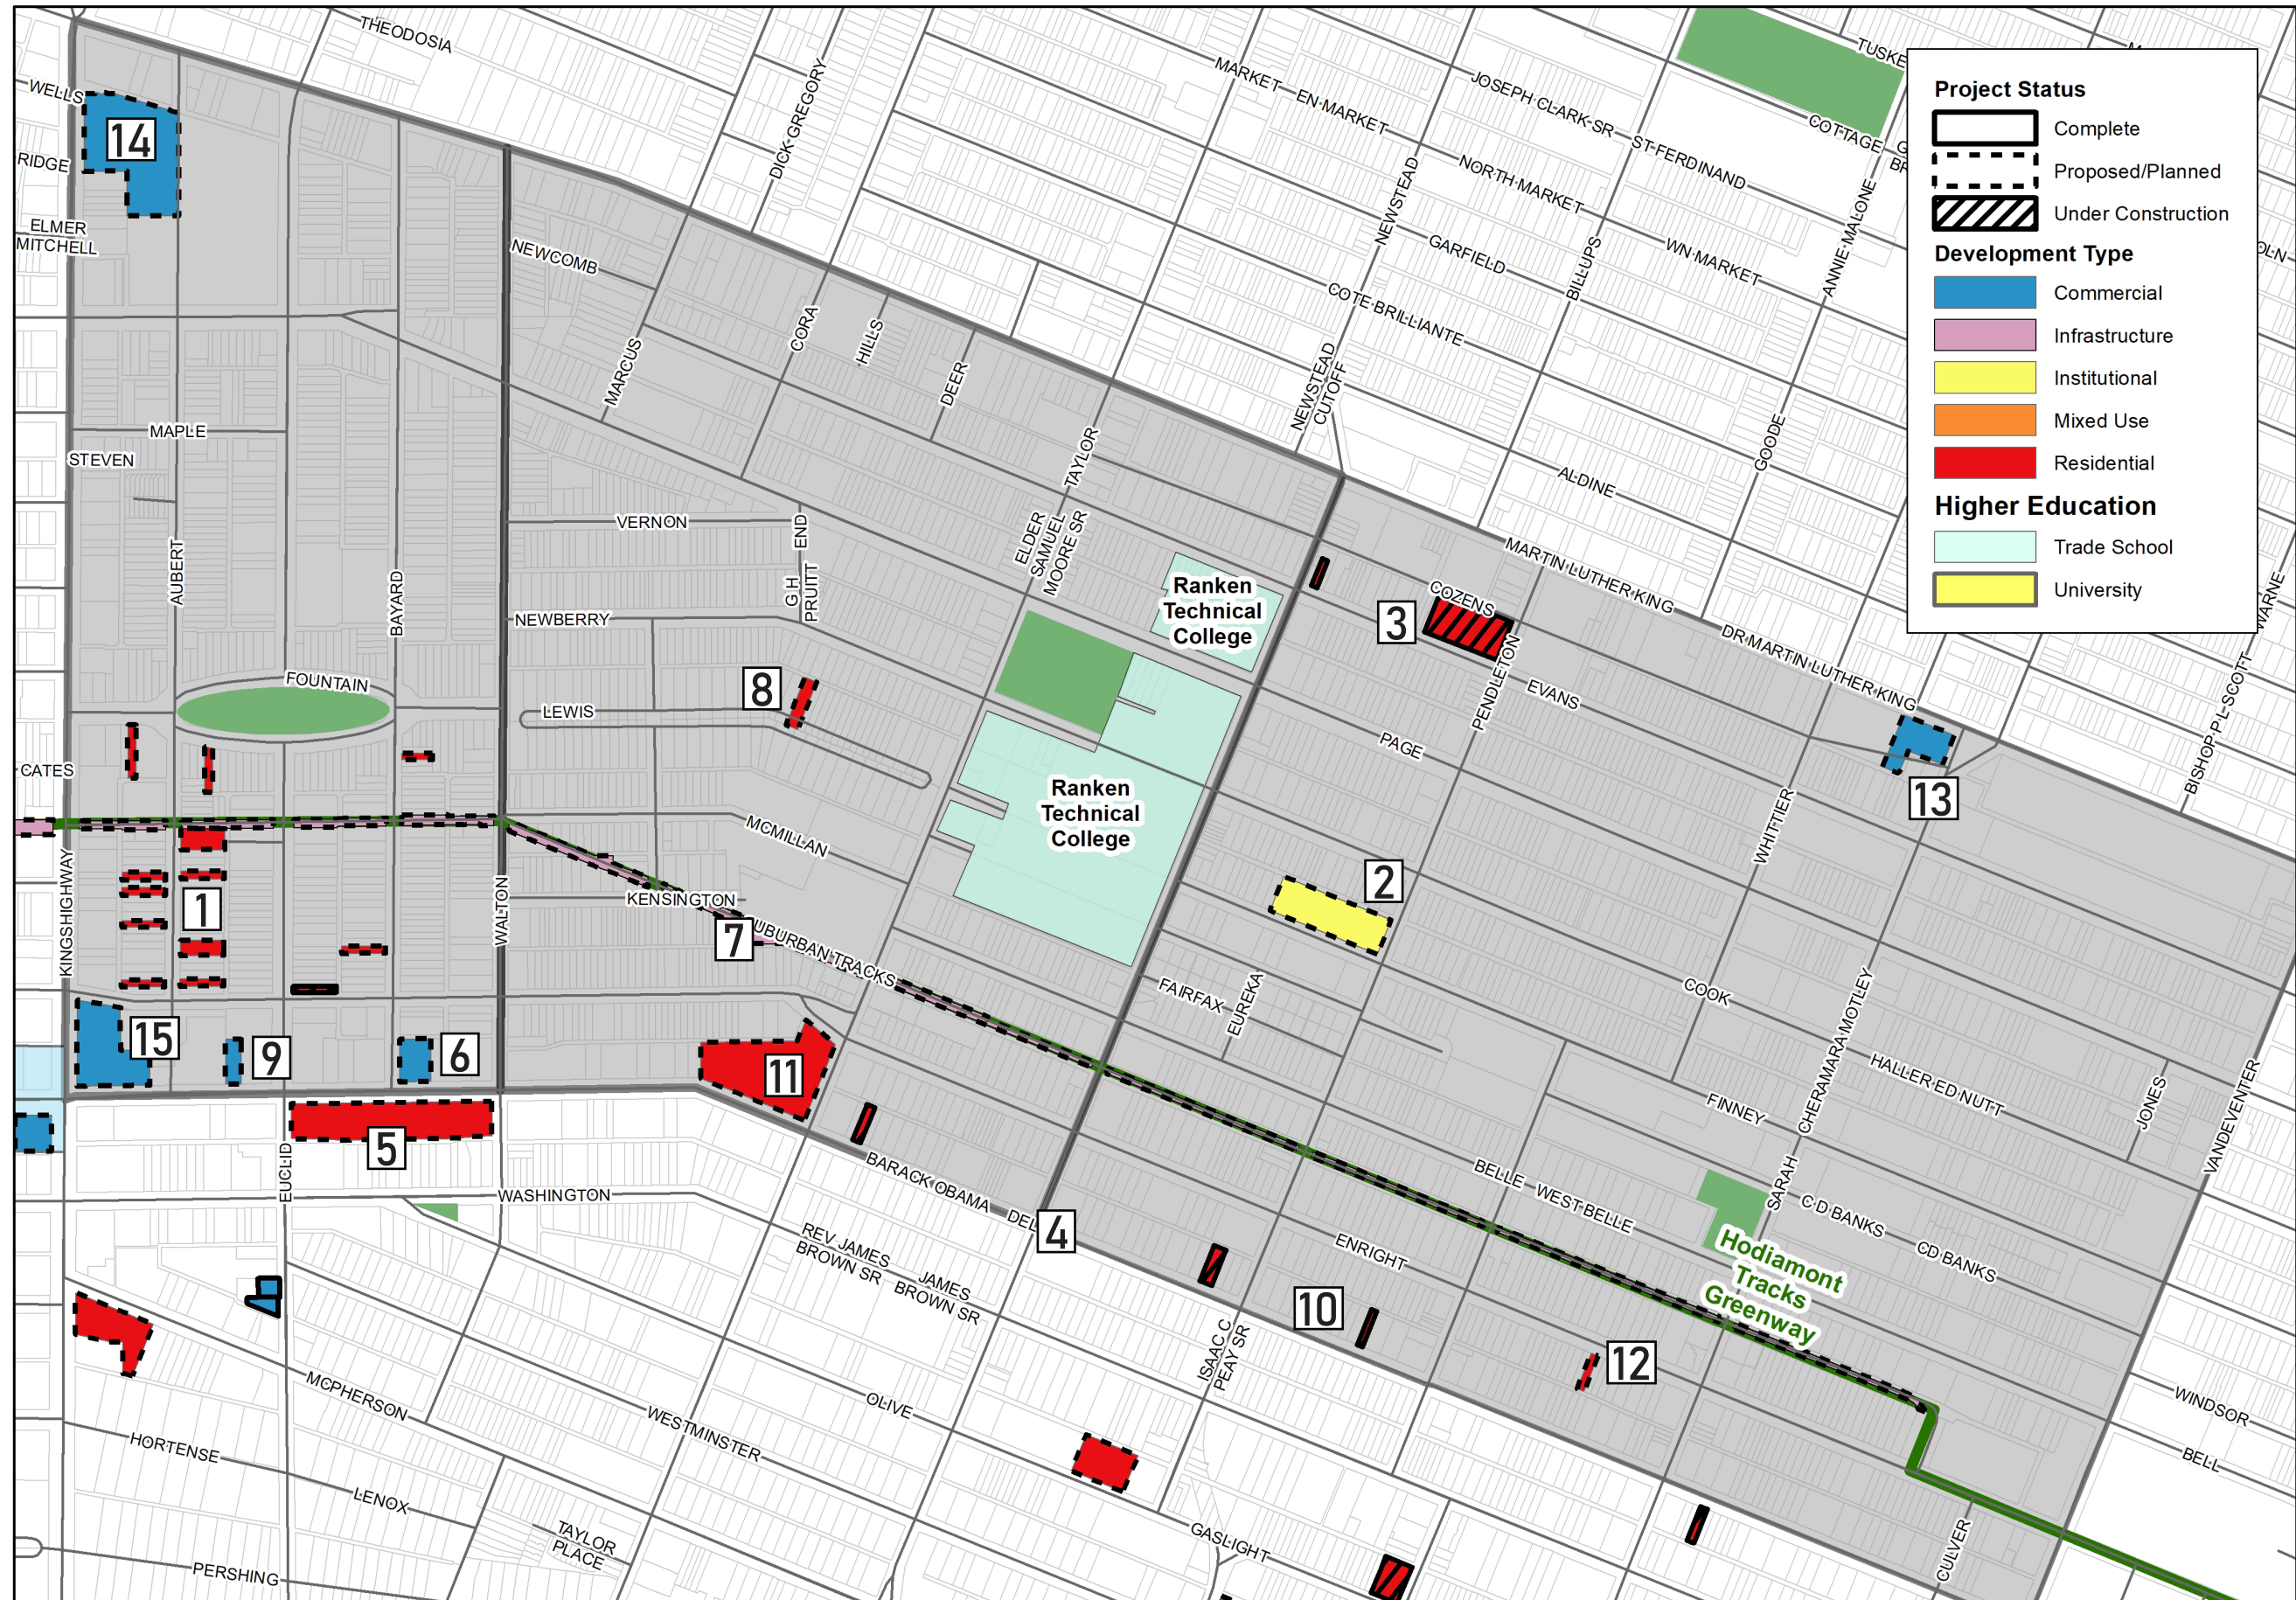 THEODOSIA
WELLS
RIDGE
ELMER
MITCHELL
14
DICK GREGORY
MARKET
EN MARKET
JOSEPH CLARK SR
ST FERDINAND
NORTH MARKET
WN MARKET
GARFIELD
COTE BRILLIANTE
NEWSTEAD
BILLUPS
ANNIE MALONE
COTTAGE
Project Status
Complete
Proposed/Planned
Under Construction
Development Type
Commercial
Infrastructure
Institutional
Mixed Use
Residential
Higher Education
Trade School
University
NEWCOMB
MARCUS
CORA
HILLS
DEER
NEWSTEAD
CUTOFF
TAYLOR
ALDINE
GOODE
MAPLE
STEVEN
AUBERT
BAYARD
VERNON
END
G H
PRUITT
ELDER
SAMUEL
MOORE SR
NEWBERRY
Ranken
Technical
College
3
COZENS
MARTIN LUTHER KING
DR MARTIN LUTHER KING
PENDLETON
EVANS
PAGE
WARNE
BISHOP P L SCOTT
13
FOUNTAIN
LEWIS
8
CATES
Ranken
Technical
College
MCMILLAN
KENSINGTON
7
UBURBAN TRACKS
1
KINGSHIGHWAY
WALTON
2
WHITTIER
FAIRFAX
EUREKA
COOK
CHERAMARA MOTLEY
HALLER ED NUTT
FINNEY
JONES
VANDEVENTER
15
9
6
11
5
EUCLID
WASHINGTON
BARACK OBAMA
DEL
4
REV JAMES
BROWN SR
JAMES
BROWN SR
BELLE
WEST BELLE
SARAH
C D BANKS
CD BANKS
ENRIGHT
Hodiamont
Tracks
Greenway
10
12
ISAAC C
PEAY SR
MCPHERSON
HORTENSE
LENOX
PERSHING
TAYLOR
PLACE
WESTMINSTER
OLIVE
GASLIGHT
CULVER
WINDSOR
BELL